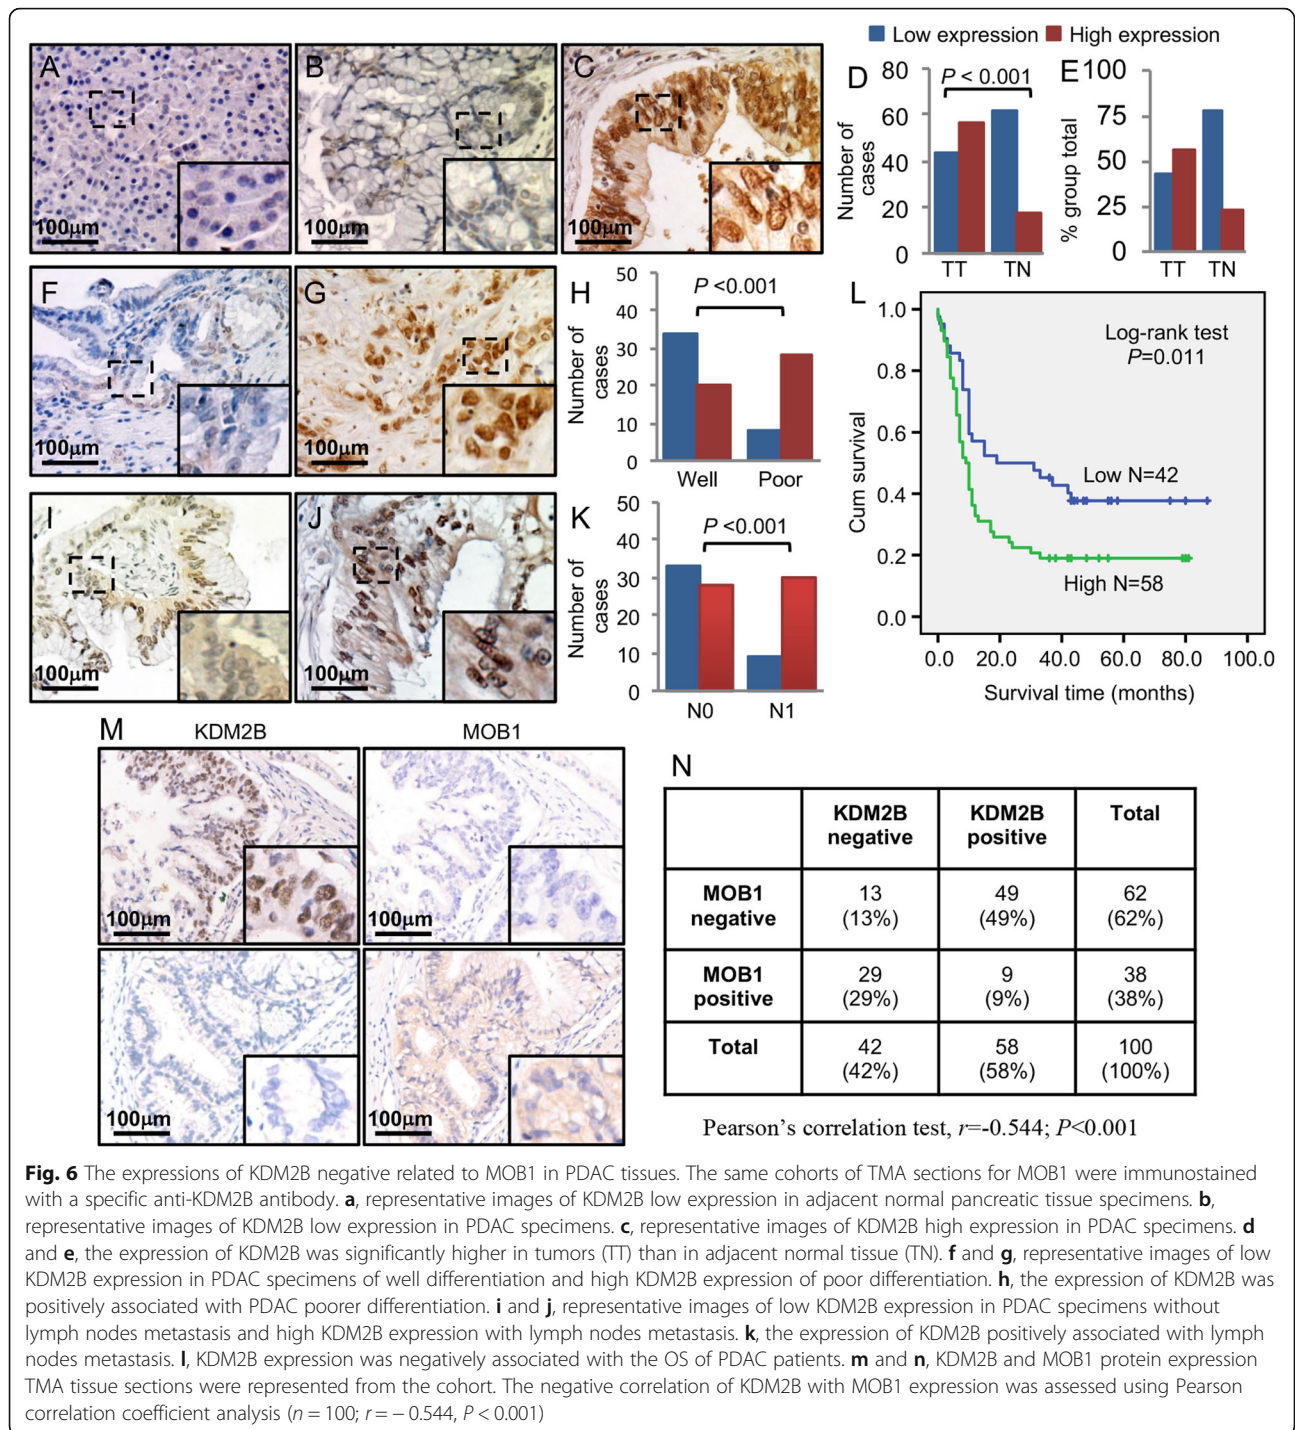 Low expression High expression
A
100µm
B
100µm
C
100µm
D
P < 0.001
Number of cases
80
60
40
20
0
TT TN
E
% group total
100
75
50
25
0
TT TN
F
100µm
G
100µm
H
P <0.001
Number of cases
50
40
30
20
10
0
Well Poor
I
100µm
J
100µm
K
P <0.001
Number of cases
50
40
30
20
10
0
N0 N1
L
Log-rank test
P=0.011
Low N=42
High N=58
Cum survival
1.0
0.8
0.6
0.4
0.2
0.0
0.0 20.0 40.0 60.0 80.0 100.0
Survival time (months)
M
KDM2B MOB1
100µm
100µm
100µm
100µm
N
KDM2B negative KDM2B positive Total
MOB1 negative 13 (13%) 49 (49%) 62 (62%)
MOB1 positive 29 (29%) 9 (9%) 38 (38%)
Total 42 (42%) 58 (58%) 100 (100%)
Pearson’s correlation test, r=-0.544; P<0.001
Fig. 6 The expressions of KDM2B negative related to MOB1 in PDAC tissues. The same cohorts of TMA sections for MOB1 were immunostained
with a specific anti-KDM2B antibody. a, representative images of KDM2B low expression in adjacent normal pancreatic tissue specimens. b,
representative images of KDM2B low expression in PDAC specimens. c, representative images of KDM2B high expression in PDAC specimens. d
and e, the expression of KDM2B was significantly higher in tumors (TT) than in adjacent normal tissue (TN). f and g, representative images of low
KDM2B expression in PDAC specimens of well differentiation and high KDM2B expression of poor differentiation. h, the expression of KDM2B was
positively associated with PDAC poorer differentiation. i and j, representative images of low KDM2B expression in PDAC specimens without
lymph nodes metastasis and high KDM2B expression with lymph nodes metastasis. k, the expression of KDM2B positively associated with lymph
nodes metastasis. l, KDM2B expression was negatively associated with the OS of PDAC patients. m and n, KDM2B and MOB1 protein expression
TMA tissue sections were represented from the cohort. The negative correlation of KDM2B with MOB1 expression was assessed using Pearson
correlation coefficient analysis (n = 100; r = − 0.544, P < 0.001)